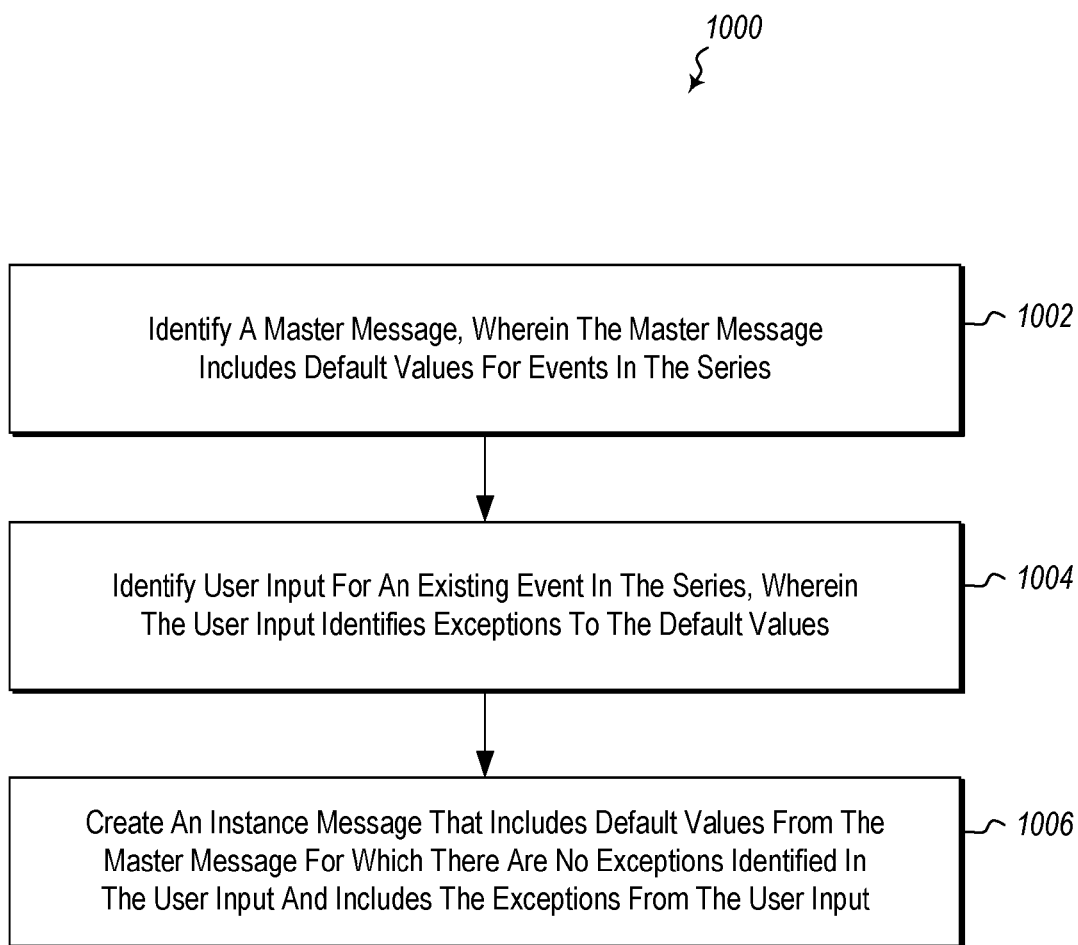 1000
Identify A Master Message, Wherein The Master Message
Includes Default Values For Events In The Series
1002
Identify User Input For An Existing Event In The Series, Wherein
The User Input Identifies Exceptions To The Default Values
1004
Create An Instance Message That Includes Default Values From The
Master Message For Which There Are No Exceptions Identified In
The User Input And Includes The Exceptions From The User Input
1006